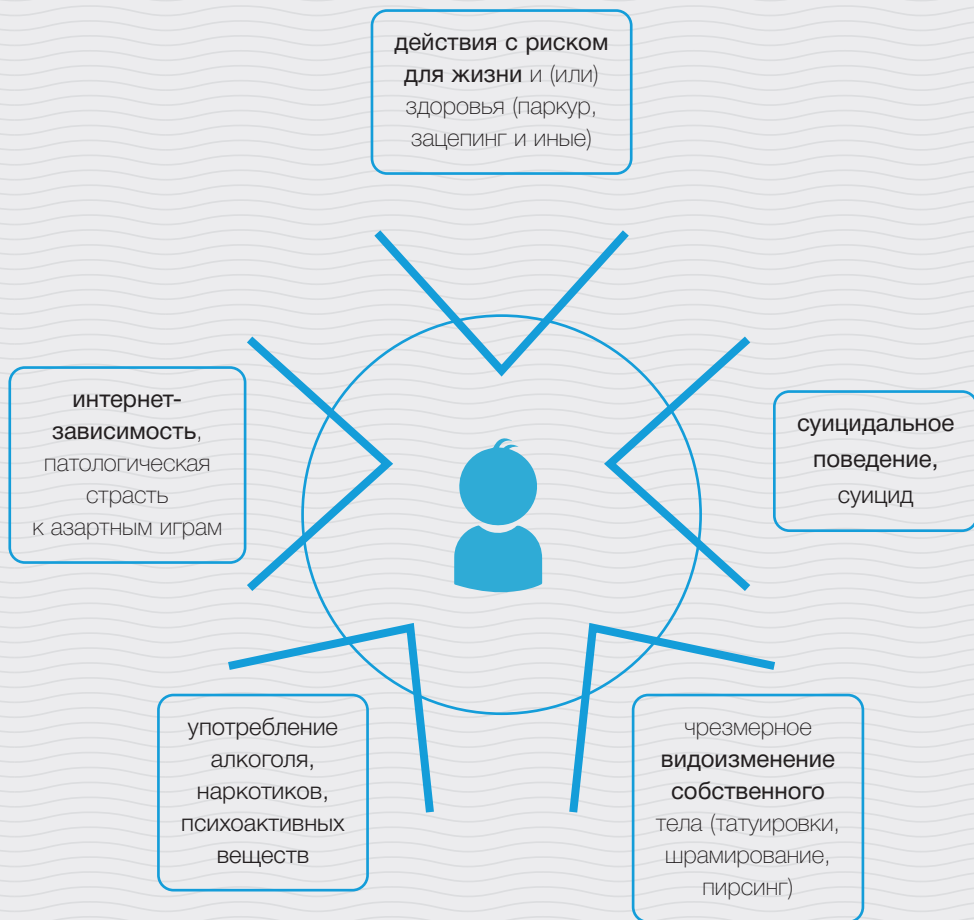 действия с риском
для жизни и (или)
здоровья (паркур,
зацепинг и иные)
интернет-
зависимость,
патологическая
страсть
к азартным играм
суицидальное
поведение,
суицид
употребление
алкоголя,
наркотиков,
психоактивных
веществ
чрезмерное
видоизменение
собственного
тела (татуировки,
шрамирование,
пирсинг)